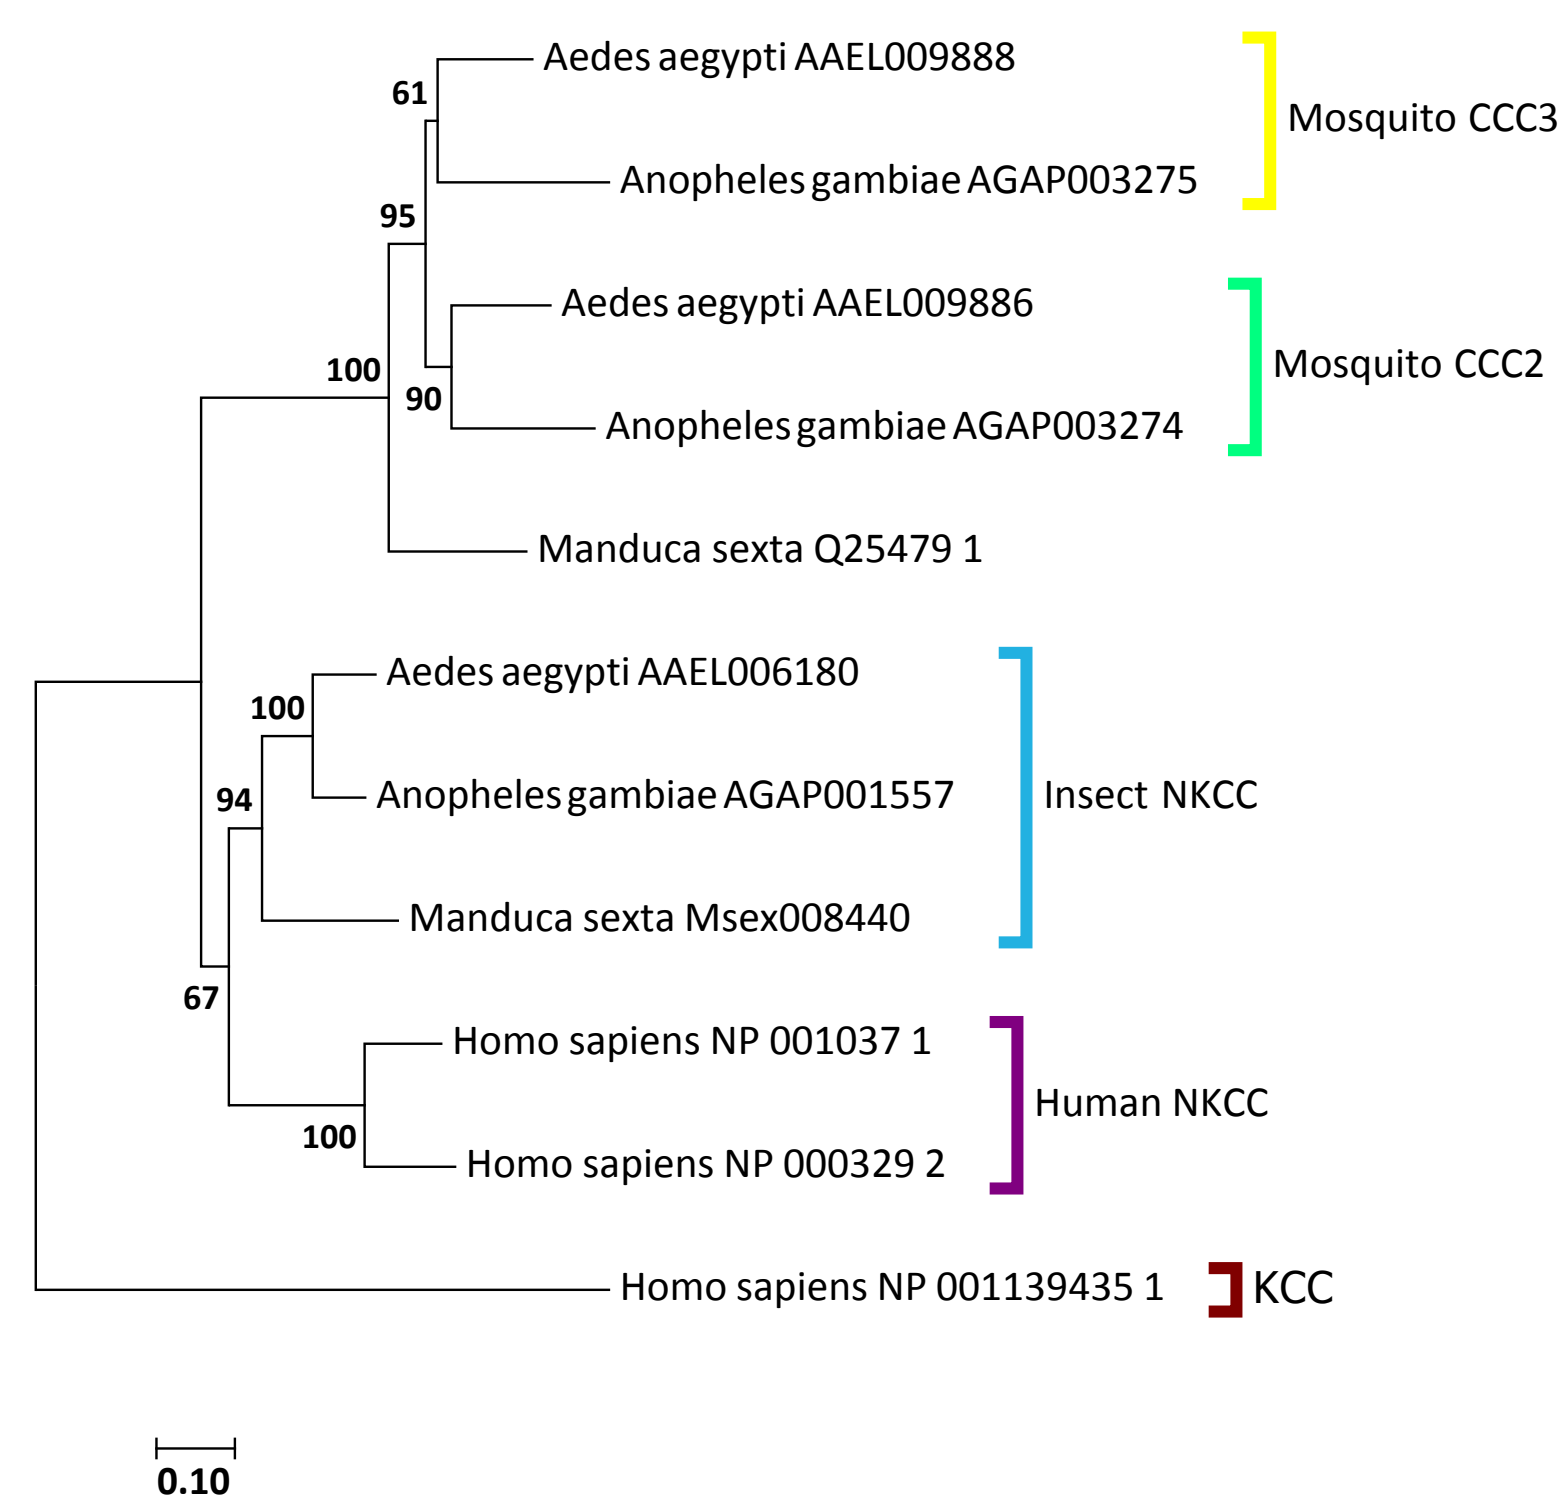 Aedes aegypti AAEL009888
61
Mosquito CCC3
Anopheles gambiae AGAP003275
95
Aedes aegypti AAEL009886
Mosquito CCC2
100
90
Anopheles gambiae AGAP003274
Manduca sexta Q25479 1
Aedes aegypti AAEL006180
100
94
Anopheles gambiae AGAP001557
Insect NKCC
Manduca sexta Msex008440
67
Homo sapiens NP 001037 1
Human NKCC
100
Homo sapiens NP 000329 2
Homo sapiens NP 001139435 1
KCC
0.10